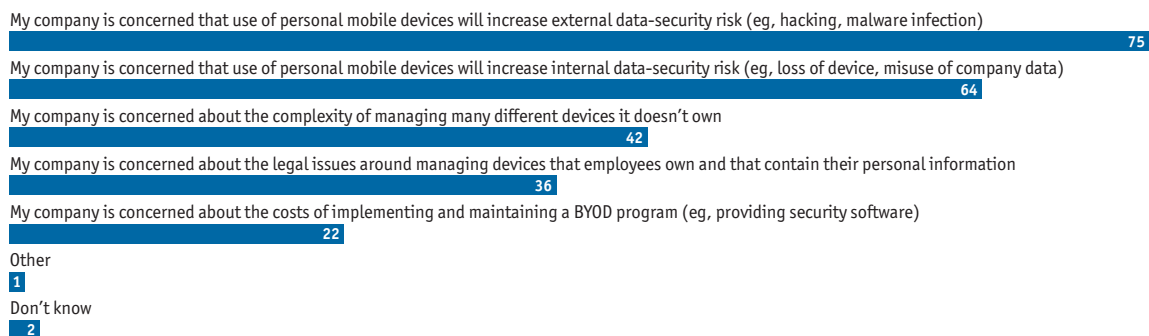 My company is concerned that use of personal mobile devices will increase external data-security risk (eg, hacking, malware infection)
75
My company is concerned that use of personal mobile devices will increase internal data-security risk (eg, loss of device, misuse of company data)
64
My company is concerned about the complexity of managing many different devices it doesn’t own
42
My company is concerned about the legal issues around managing devices that employees own and that contain their personal information
36
My company is concerned about the costs of implementing and maintaining a BYOD program (eg, providing security software)
22
Other
1
Don’t know
2